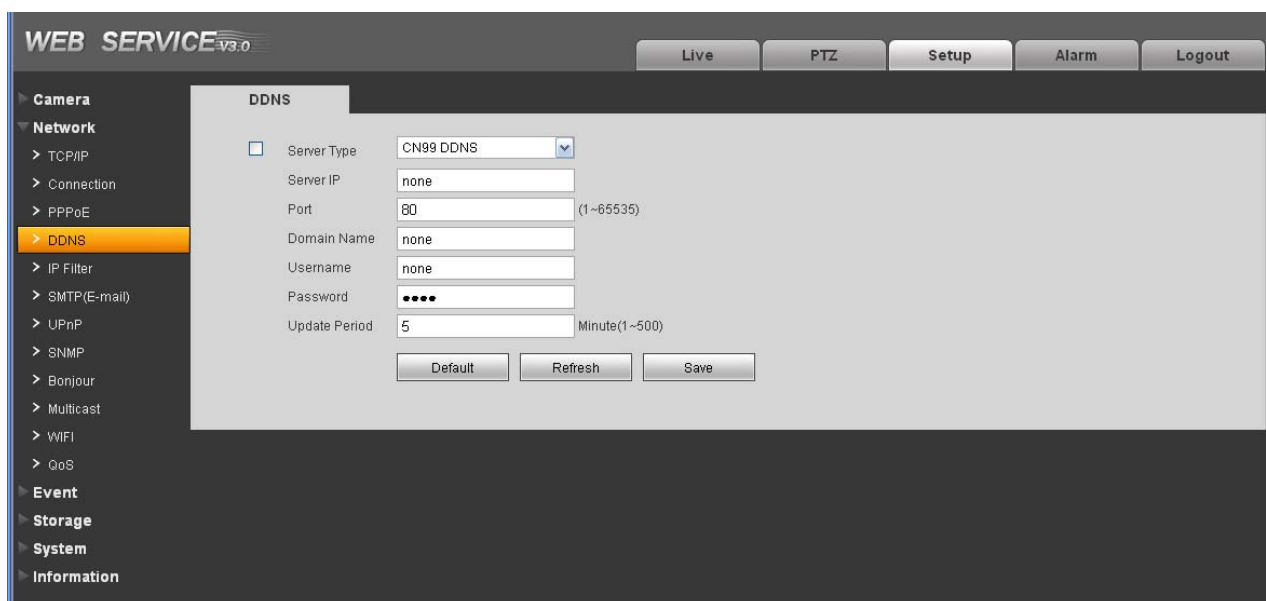 WEB SERVICE V3.0
Live PTZ Setup Alarm Logout
Camera
Network
TCP/IP
Connection
PPPoE
DDNS
IP Filter
SMTP(E-mail)
UPnP
SNMP
Bonjour
Multicast
WIFI
QoS
Event
Storage
System
Information
DDNS
Server Type CN99 DDNS
Server IP none
Port 80 (1~65535)
Domain Name none
Username none
Password ●●●●
Update Period 5 Minute(1~500)
Default Refresh Save